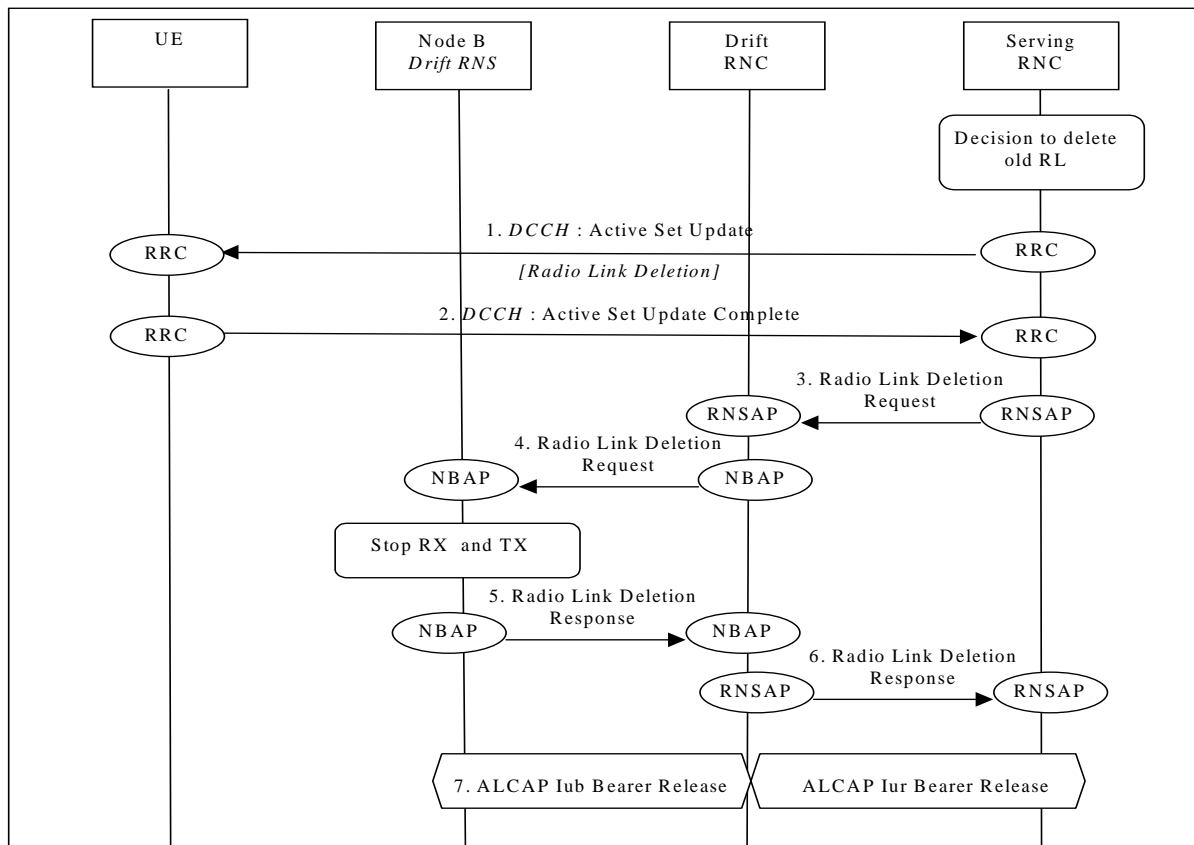 UE
Node B
Drift RNS
Drift
RNC
Serving
RNC
Decision to delete
old RL
1. DCCH : Active Set Update
RRC
RRC
[Radio Link Deletion]
2. DCCH : Active Set Update Complete
RRC
RRC
3. Radio Link Deletion
Request
RNSAP
RNSAP
4. Radio Link Deletion
Request
NBAP
NBAP
Stop RX and TX
5. Radio Link Deletion
Response
NBAP
NBAP
6. Radio Link Deletion
Response
RNSAP
RNSAP
7. ALCAP Iub Bearer Release
ALCAP Iur Bearer Release